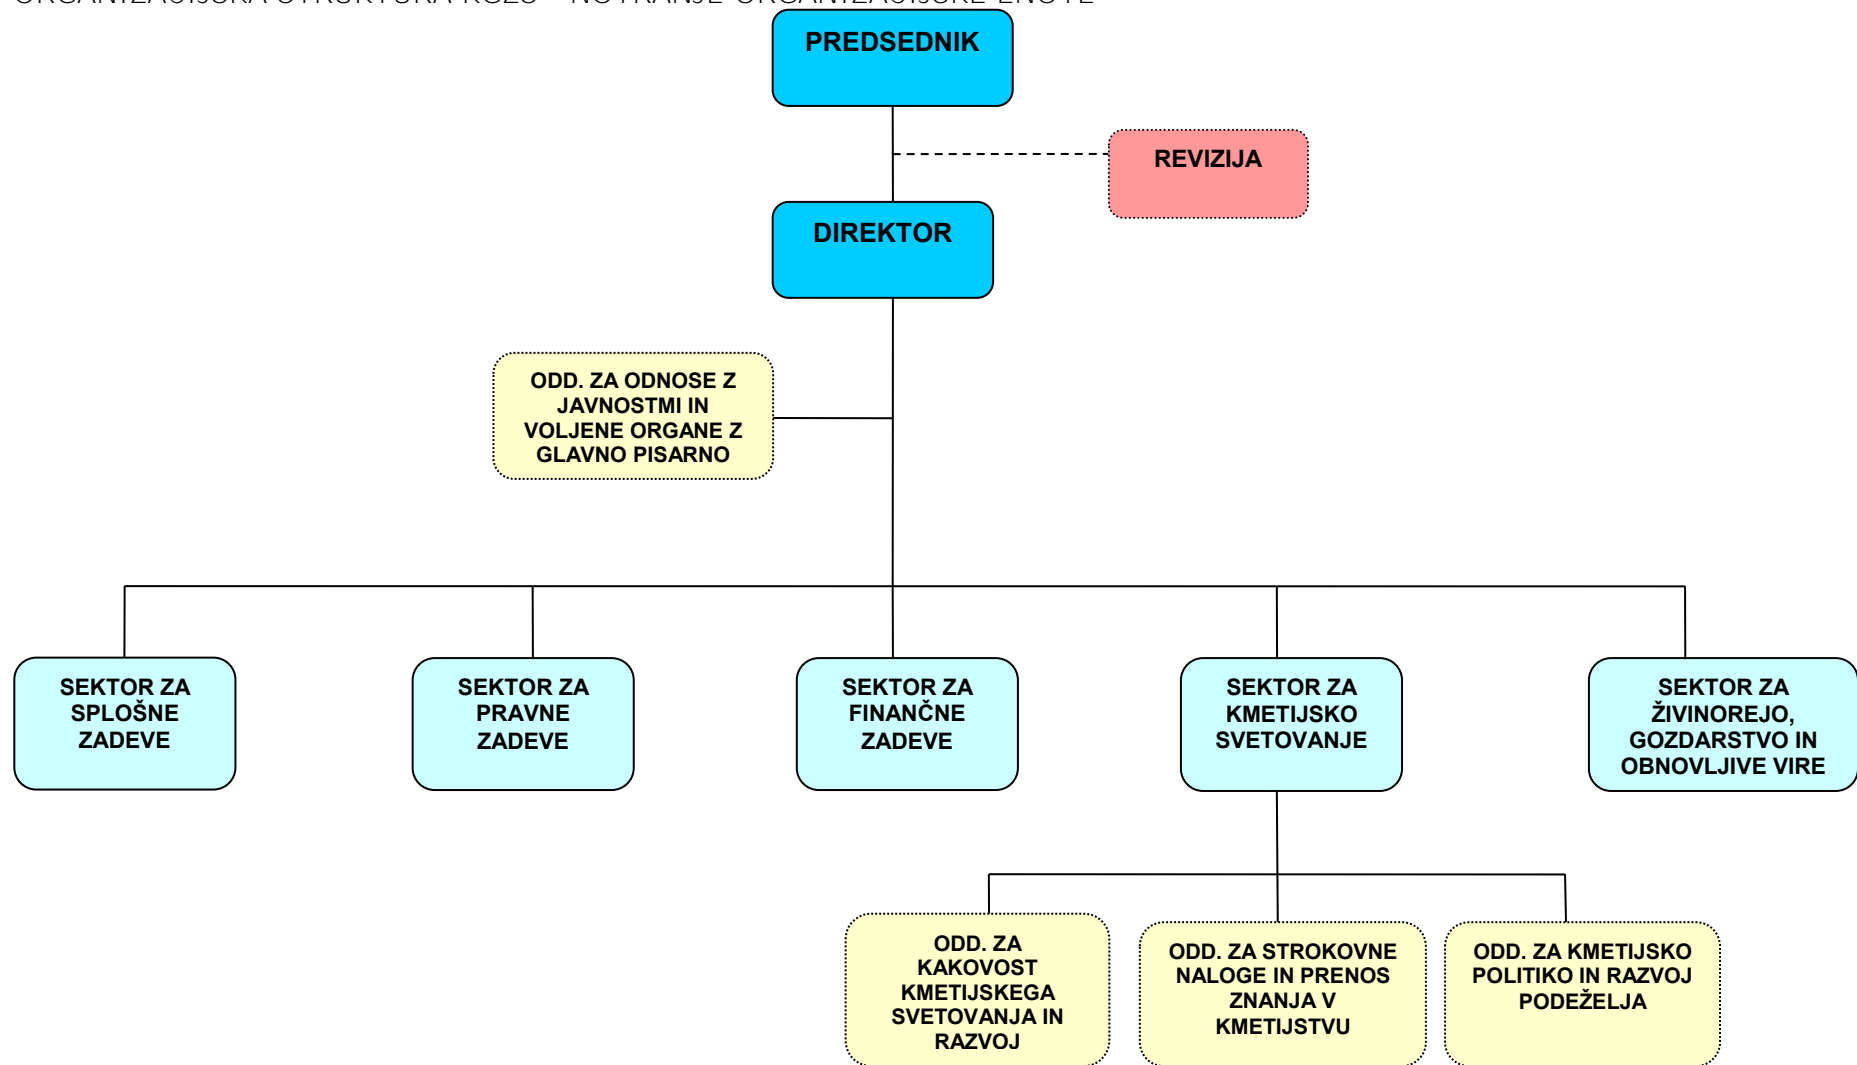 PREDSEDNIK
REVIZIJA
DIREKTOR
ODD. ZA ODNOSE Z
JAVNOSTMI IN
VOLJENE ORGANE Z
GLAVNO PISARNO
SEKTOR ZA
SPLOŠNE
ZADEVE
SEKTOR ZA
PRAVNE
ZADEVE
SEKTOR ZA
FINANČNE
ZADEVE
SEKTOR ZA
KMETIJSKO
SVETOVANJE
SEKTOR ZA
ŽIVINOREJO,
GOZDARSTVO IN
OBNOVLJIVE VIRE
ODD. ZA
KAKOVOST
KMETIJSKEGA
SVETOVANJA IN
RAZVOJ
ODD. ZA STROKOVNE
NALOGE IN PRENOS
ZNANJA V
KMETIJSTVU
ODD. ZA KMETIJSKO
POLITIKO IN RAZVOJ
PODEŽELJA